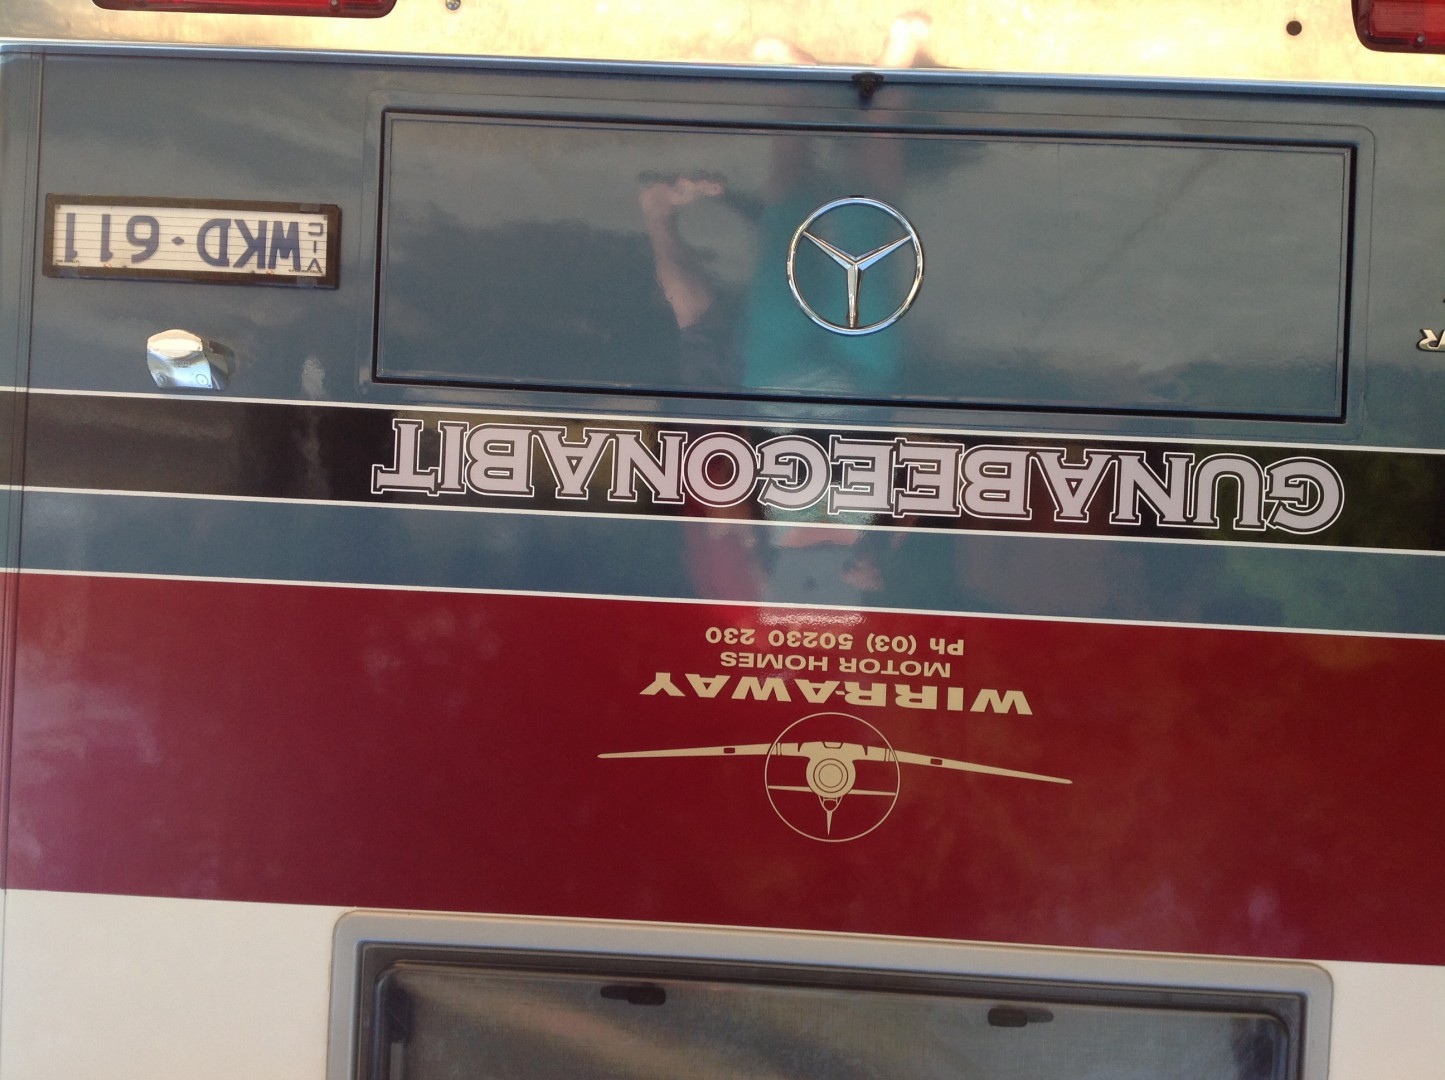 WIRRAWAY
MOTOR HOMES
Ph (03) 50230 230
GUNABEEGONABIT
VIC
WKD·611